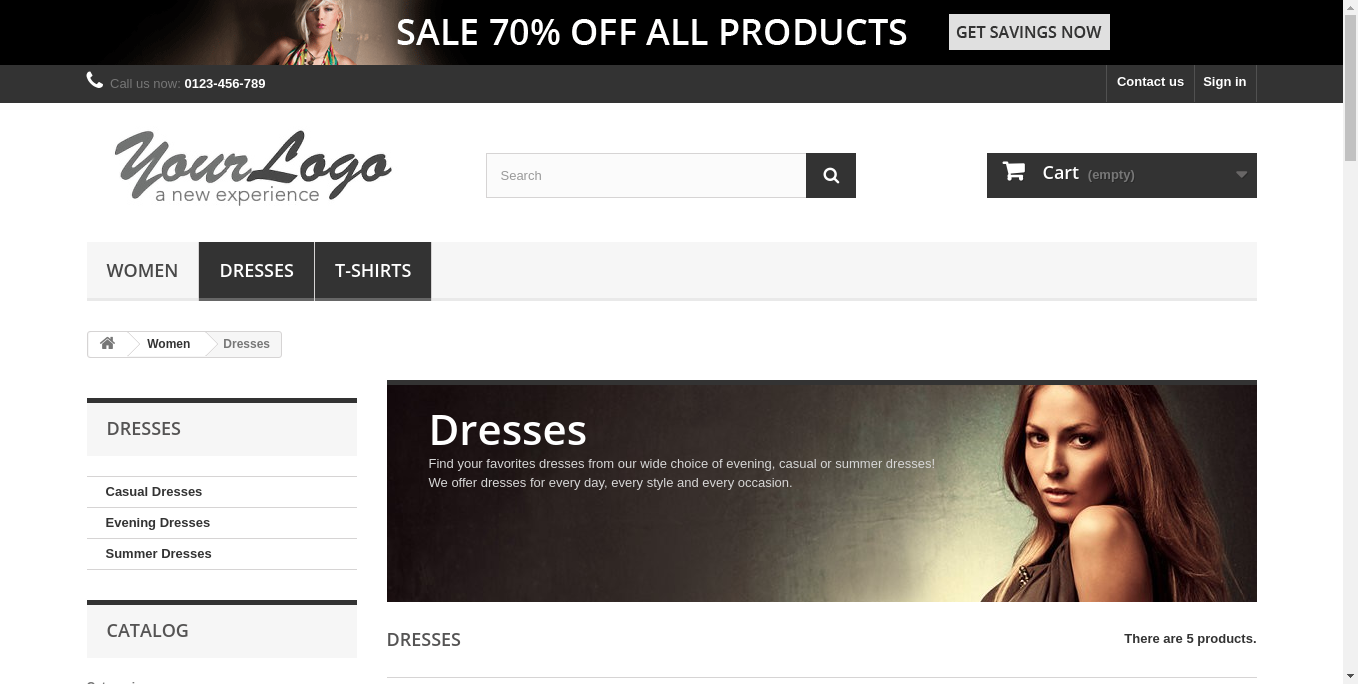 SALE 70% OFF ALL PRODUCTS
GET SAVINGS NOW
Call us now: 0123-456-789
Contact us
Sign in
YourLogo
a new experience
Search
Cart (empty)
WOMEN
DRESSES
T-SHIRTS
Women
Dresses
DRESSES
Casual Dresses
Evening Dresses
Summer Dresses
CATALOG
Dresses
Find your favorites dresses from our wide choice of evening, casual or summer dresses!
We offer dresses for every day, every style and every occasion.
DRESSES
There are 5 products.